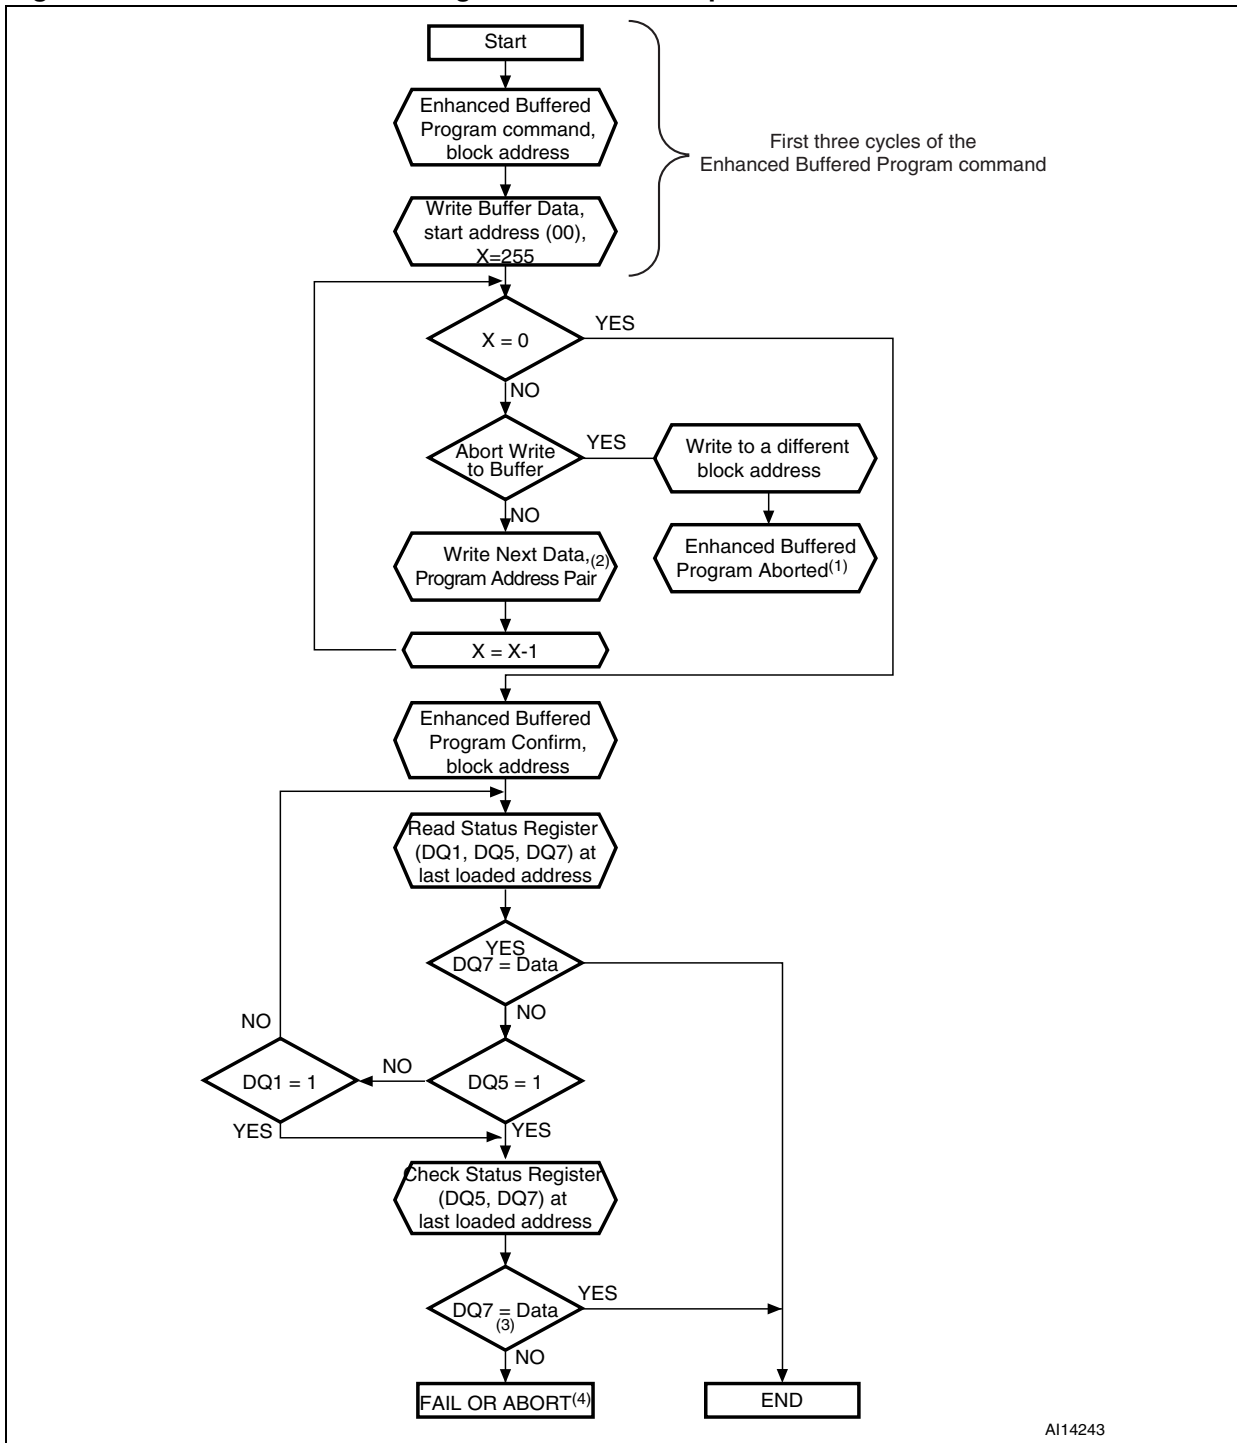 Start
Enhanced Buffered
Program command,
block address
First three cycles of the
Enhanced Buffered Program command
Write Buffer Data,
start address (00),
X=255
X = 0
YES
NO
Abort Write
to Buffer
YES
Write to a different
block address
NO
Write Next Data,(2)
Program Address Pair
Enhanced Buffered
Program Aborted(1)
X = X-1
Enhanced Buffered
Program Confirm,
block address
Read Status Register
(DQ1, DQ5, DQ7) at
last loaded address
YES
DQ7 = Data
NO
NO
DQ1 = 1
NO
DQ5 = 1
YES
YES
Check Status Register
(DQ5, DQ7) at
last loaded address
DQ7 = Data
(3)
YES
NO
FAIL OR ABORT(4)
END
AI14243